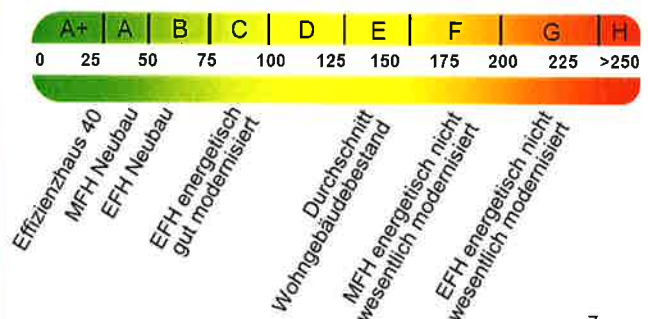 A+ A B C D E F G H
0 25 50 75 100 125 150 175 200 225 >250
Effizienzhaus 40
MFH Neubau
EFH Neubau
EFH energetisch
gut modernisiert
Durchschnitt
Wohngebäudebestand
MFH energetisch nicht
wesentlich modernisiert
EFH energetisch nicht
wesentlich modernisiert
7